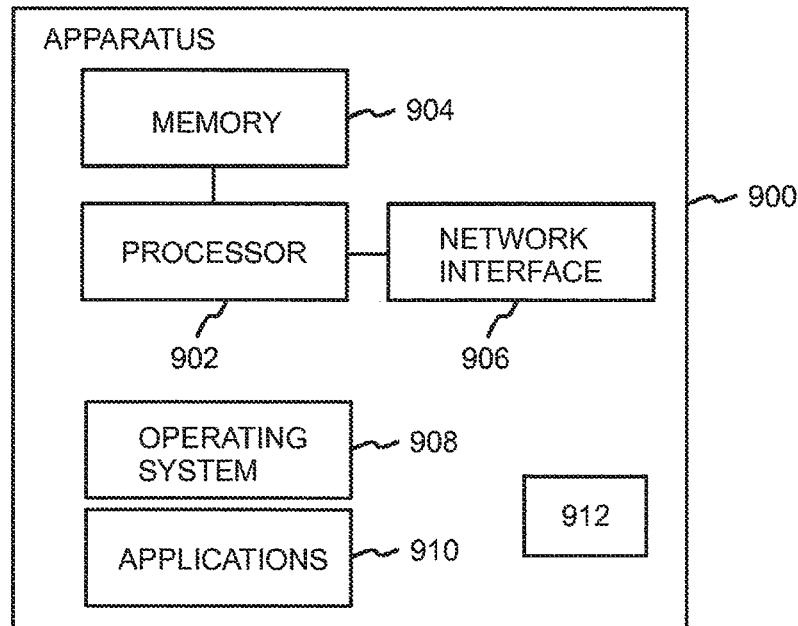 APPARATUS
MEMORY
904
900
PROCESSOR
NETWORK
INTERFACE
902
906
OPERATING
SYSTEM
908
912
APPLICATIONS
910